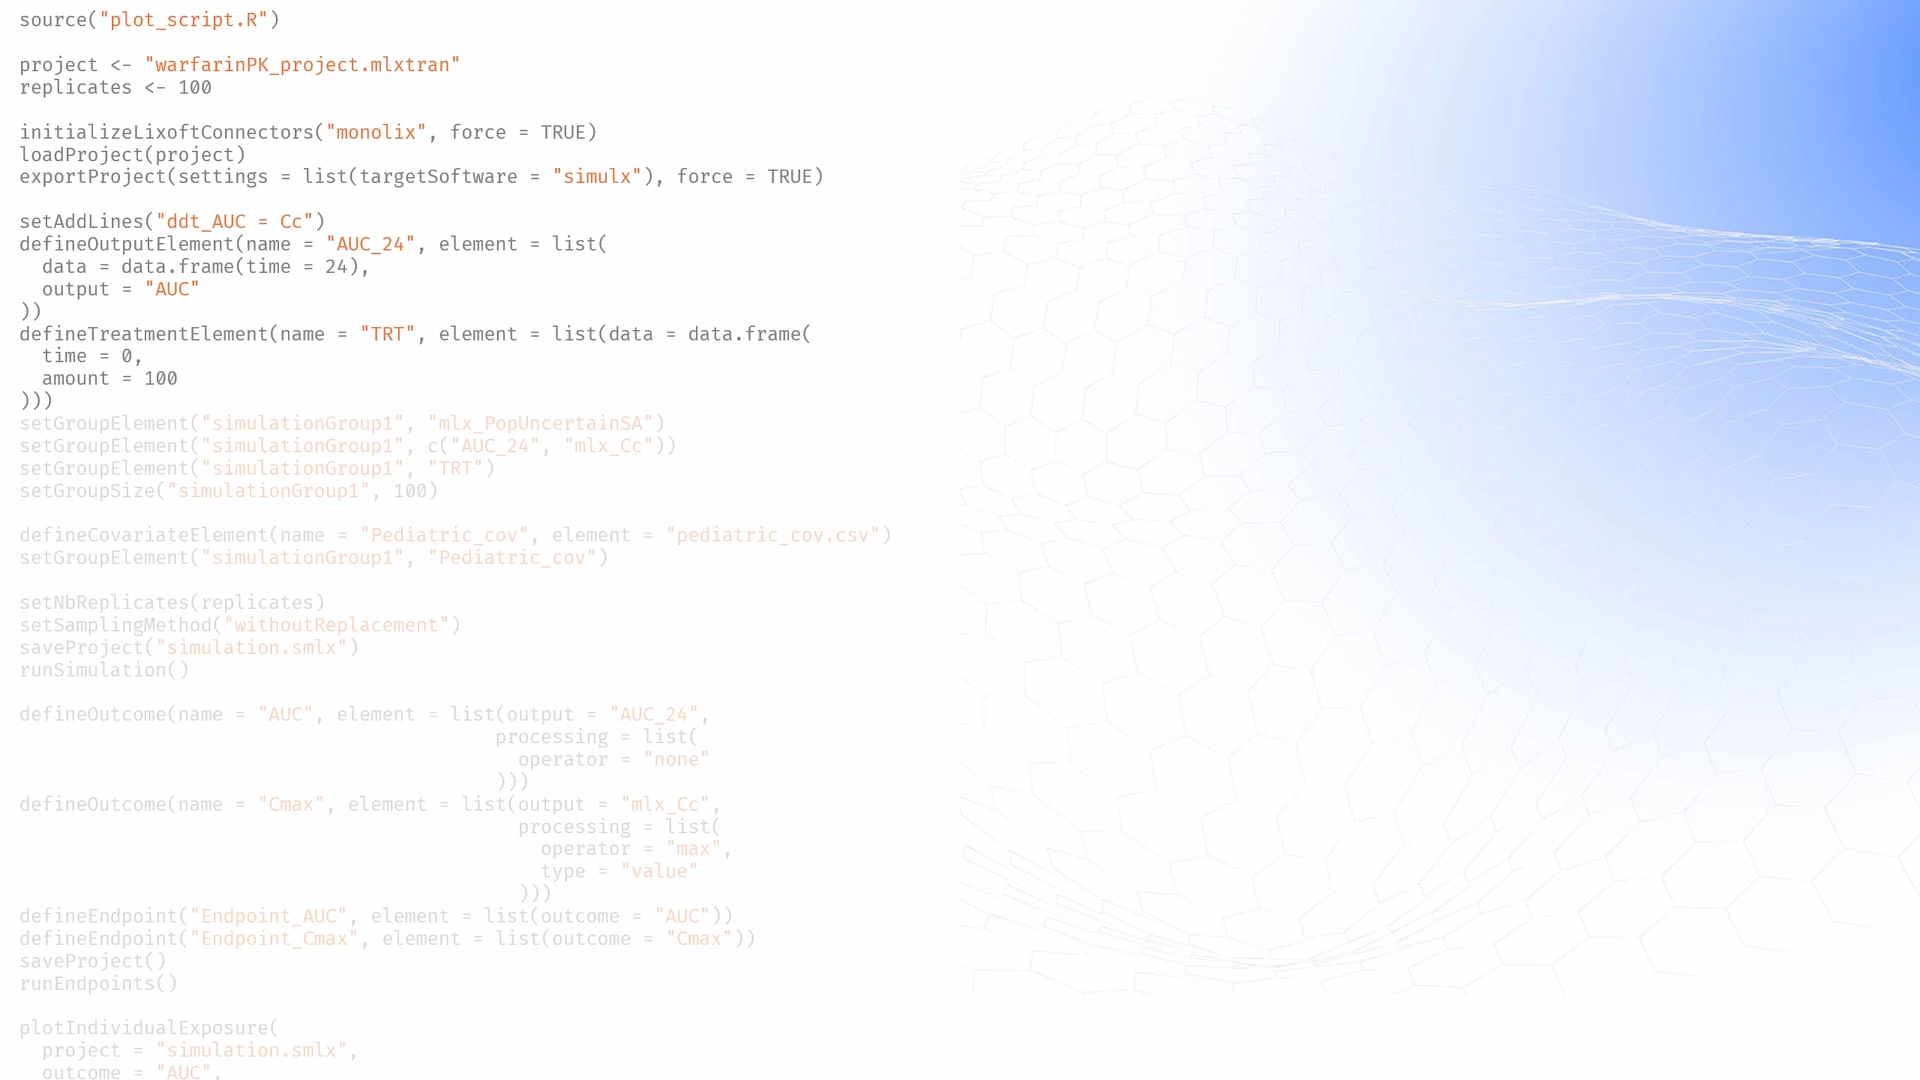 source("plot_script.R")
project <- "warfarinPK_project.mlxtran"
replicates <- 100
initializeLixoftConnectors("monolix", force = TRUE)
loadProject(project)
exportProject(settings = list(targetSoftware = "simulx"), force = TRUE)
setAddLines("ddt_AUC = Cc")
defineOutputElement(name = "AUC_24", element = list(
  data = data.frame(time = 24),
  output = "AUC"
))
defineTreatmentElement(name = "TRT", element = list(data = data.frame(
  time = 0,
  amount = 100
)))
setGroupElement("simulationGroup1", "mlx_PopUncertainSA")
setGroupElement("simulationGroup1", c("AUC_24", "mlx_Cc"))
setGroupElement("simulationGroup1", "TRT")
setGroupSize("simulationGroup1", 100)
defineCovariateElement(name = "Pediatric_cov", element = "pediatric_cov.csv")
setGroupElement("simulationGroup1", "Pediatric_cov")
setNbReplicates(replicates)
setSamplingMethod("withoutReplacement")
saveProject("simulation.smlx")
runSimulation()
defineOutcome(name = "AUC", element = list(output = "AUC_24",
                                          processing = list(
                                            operator = "none"
                                          )))
defineOutcome(name = "Cmax", element = list(output = "mlx_Cc",
                                            processing = list(
                                              operator = "max",
                                              type = "value"
                                            )))
defineEndpoint("Endpoint_AUC", element = list(outcome = "AUC"))
defineEndpoint("Endpoint_Cmax", element = list(outcome = "Cmax"))
saveProject()
runEndpoints()
plotIndividualExposure(
  project = "simulation.smlx",
  outcome = "AUC",